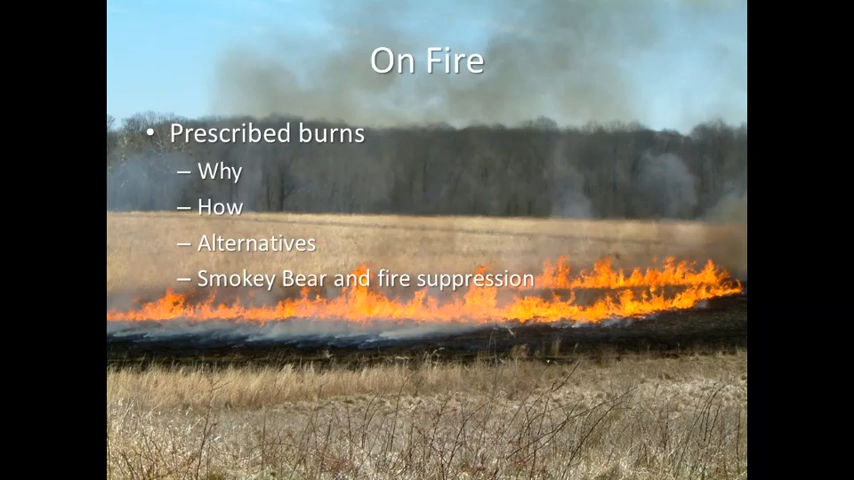 On Fire
• Prescribed burns
– Why
– How
– Alternatives
– Smokey Bear and fire suppression